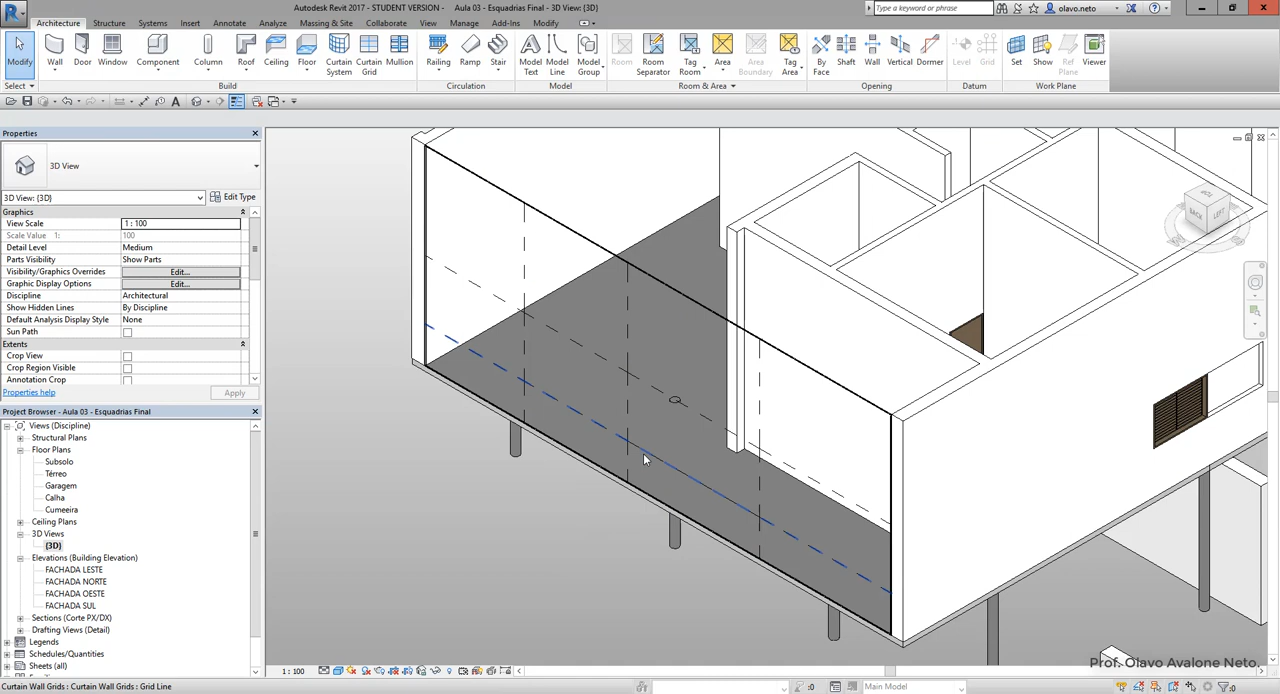 Autodesk Revit 2017 - STUDENT VERSION - Aula 03 - Esquadrias Final - 3D View: {3D}
Type a keyword or phrase
olavo.neto
Architecture Structure Systems Insert Annotate Analyze Massing & Site Collaborate View Manage Add-Ins Modify
Modify Wall Door Window Component Column Roof Ceiling Floor Curtain System Curtain Grid Mullion Railing Ramp Stair Model Text Model Line Model Group Room Room Separator Tag Room Area Area Boundary Tag Area By Face Shaft Wall Vertical Dormer Level Grid Set Show Ref Plane Viewer
Select Build Circulation Model Room & Area Opening Datum Work Plane
Properties
3D View
3D View: {3D} Edit Type
Graphics
View Scale 1 : 100
Scale Value 1: 100
Detail Level Medium
Parts Visibility Show Parts
Visibility/Graphics Overrides Edit...
Graphic Display Options Edit...
Discipline Architectural
Show Hidden Lines By Discipline
Default Analysis Display Style None
Sun Path
Extents
Crop View
Crop Region Visible
Annotation Crop
Properties help Apply
Project Browser - Aula 03 - Esquadrias Final
Views (Discipline)
Structural Plans
Floor Plans
Subsolo
Térreo
Garagem
Calha
Cumeeira
Ceiling Plans
3D Views
{3D}
Elevations (Building Elevation)
FACHADA LESTE
FACHADA NORTE
FACHADA OESTE
FACHADA SUL
Sections (Corte PX/DX)
Drafting Views (Detail)
Legends
Schedules/Quantities
Sheets (all)
TOP
BACK LEFT
Prof. Olavo Avalone Neto.
1 : 100
Curtain Wall Grids : Curtain Wall Grids : Grid Line
:0 Main Model :0